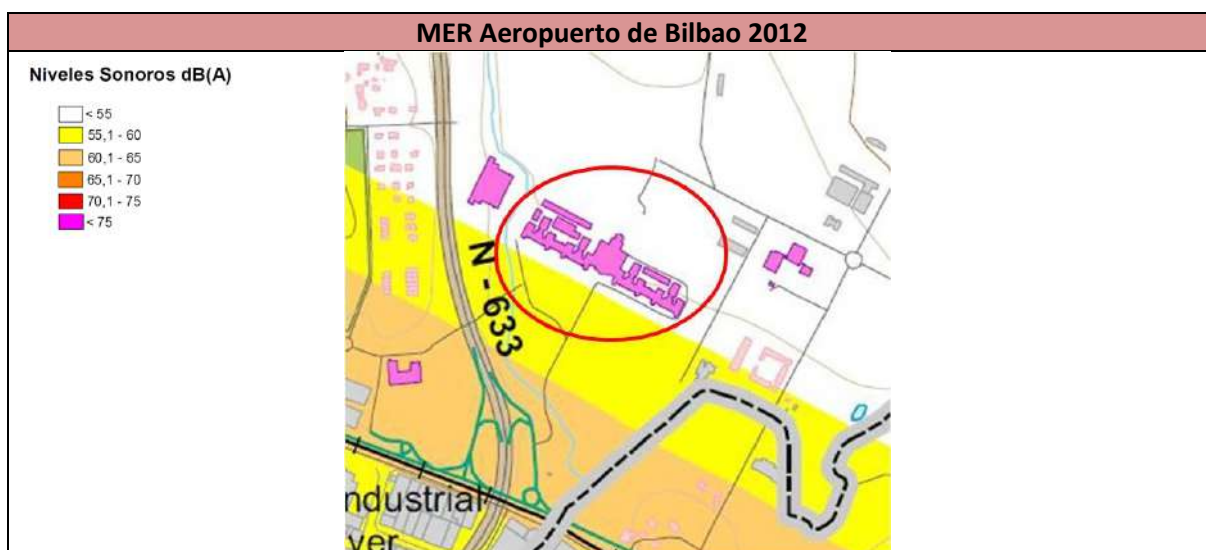 MER Aeropuerto de Bilbao 2012
Niveles Sonoros dB(A)
< 55
55,1 - 60
60,1 - 65
65,1 - 70
70,1 - 75
< 75
N - 633
ndustrial
yer